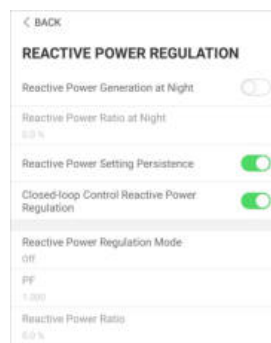 < BACK
REACTIVE POWER REGULATION
Reactive Power Generation at Night
Reactive Power Ratio at Night
0.0 %
Reactive Power Setting Persistence
Closed-loop Control Reactive Power
Regulation
Reactive Power Regulation Mode
Off
PF
1.000
Reactive Power Ratio
0.0 %